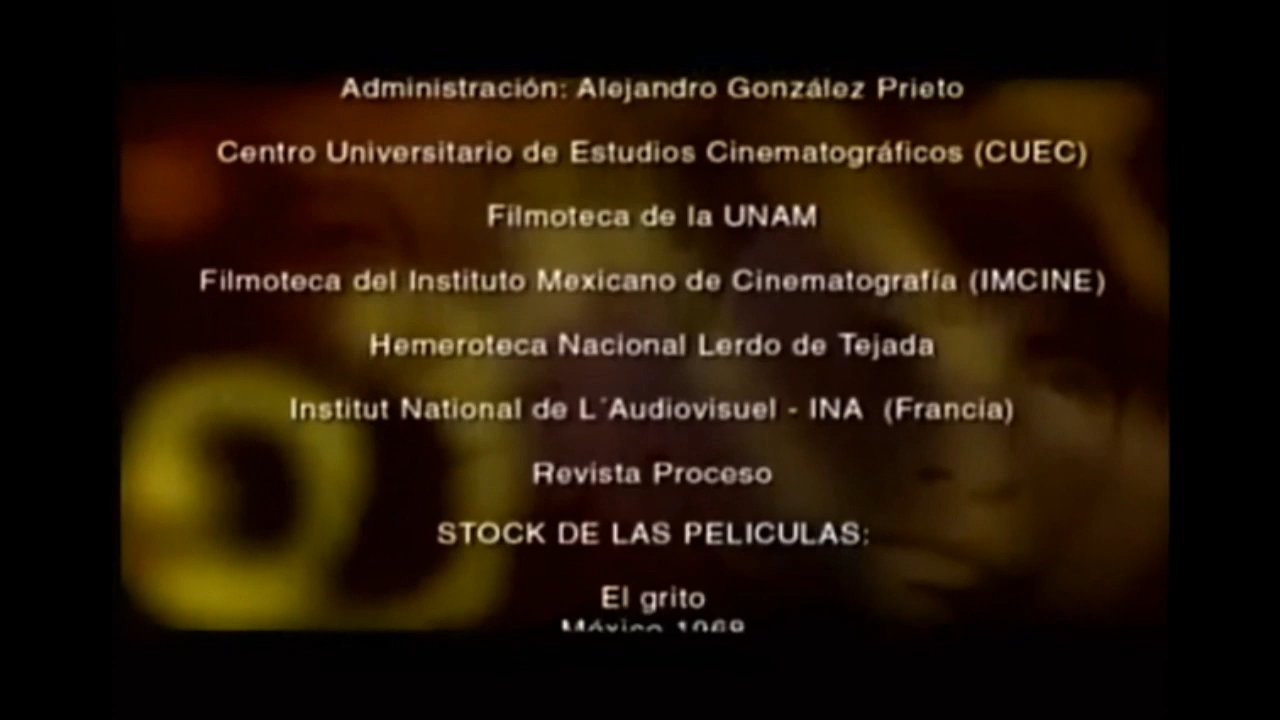 Administración: Alejandro González Prieto
Centro Universitario de Estudios Cinematográficos (CUEC)
Filmoteca de la UNAM
Filmoteca del Instituto Mexicano de Cinematografía (IMCINE)
Hemeroteca Nacional Lerdo de Tejada
Institut National de L´Audiovisuel - INA (Francia)
Revista Proceso
STOCK DE LAS PELICULAS:
El grito
México 1968